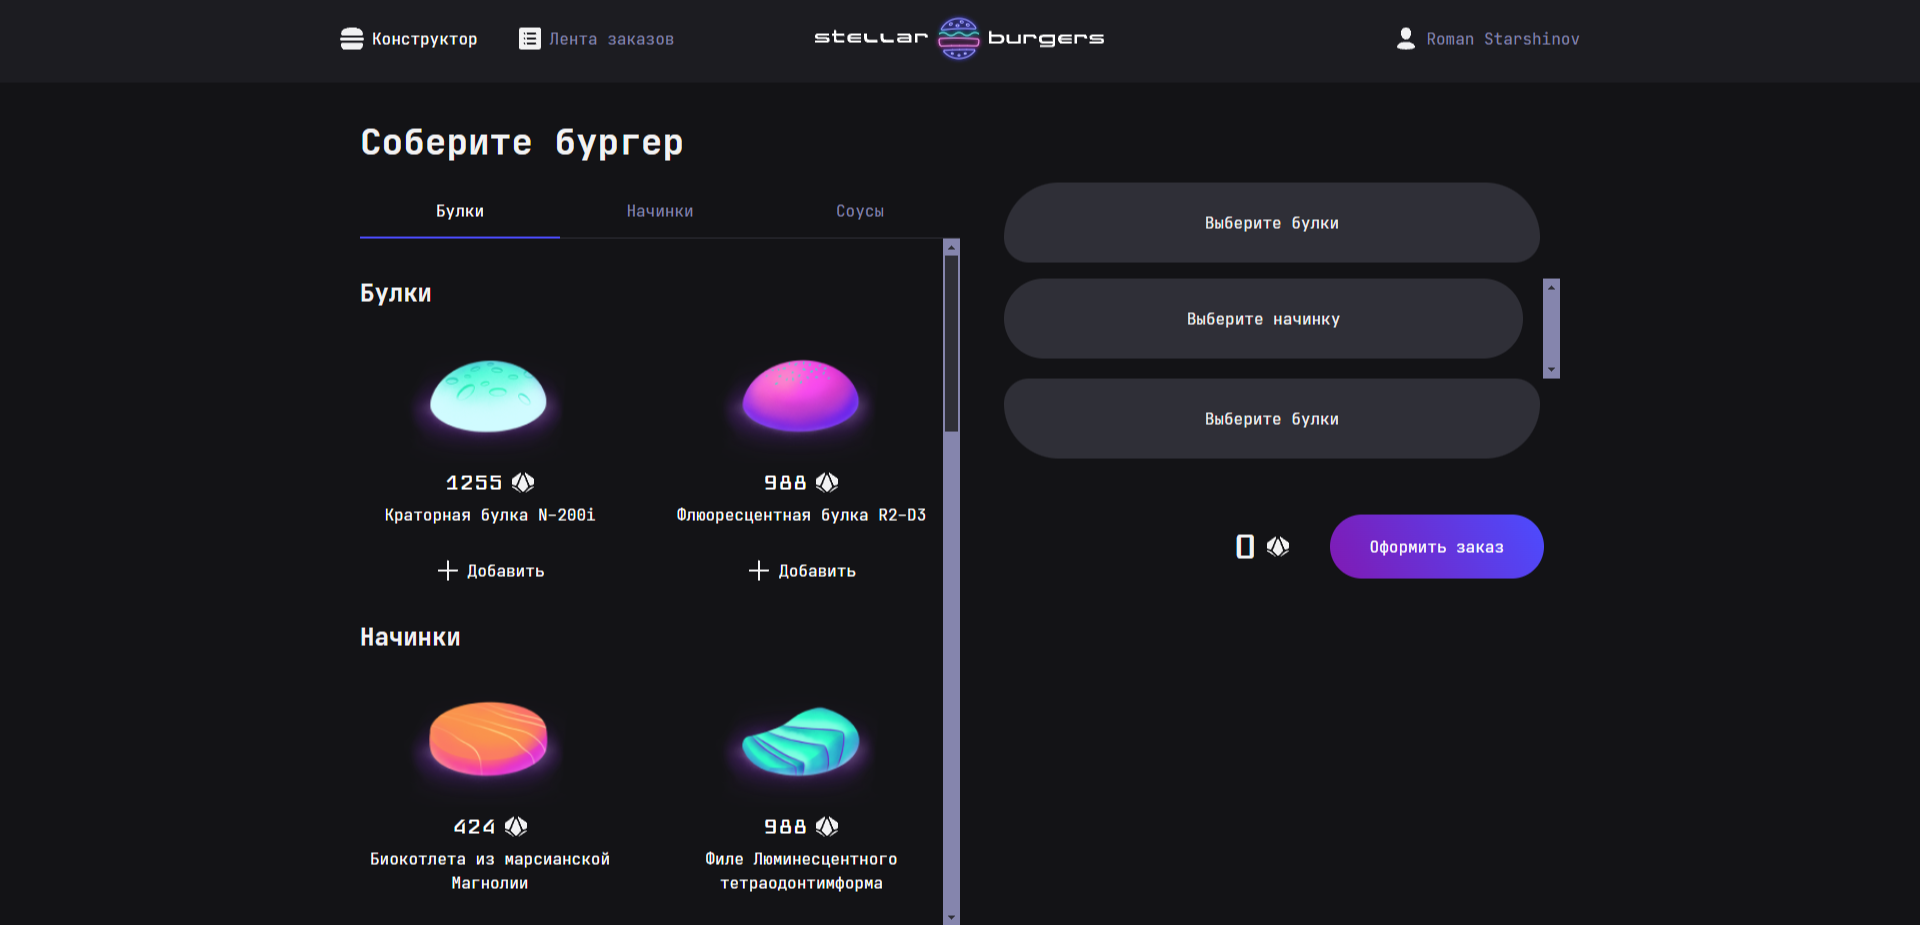 Конструктор
Лента заказов
stellar burgers
Roman Starshinov
Соберите бургер
Булки
Начинки
Соусы
Булки
1255
Краторная булка N-200i
Добавить
988
Флюоресцентная булка R2-D3
Добавить
Начинки
424
Биокотлета из марсианской
Магнолии
988
Филе Люминесцентного
тетраодонтимформа
Выберите булки
Выберите начинку
Выберите булки
0
Оформить заказ